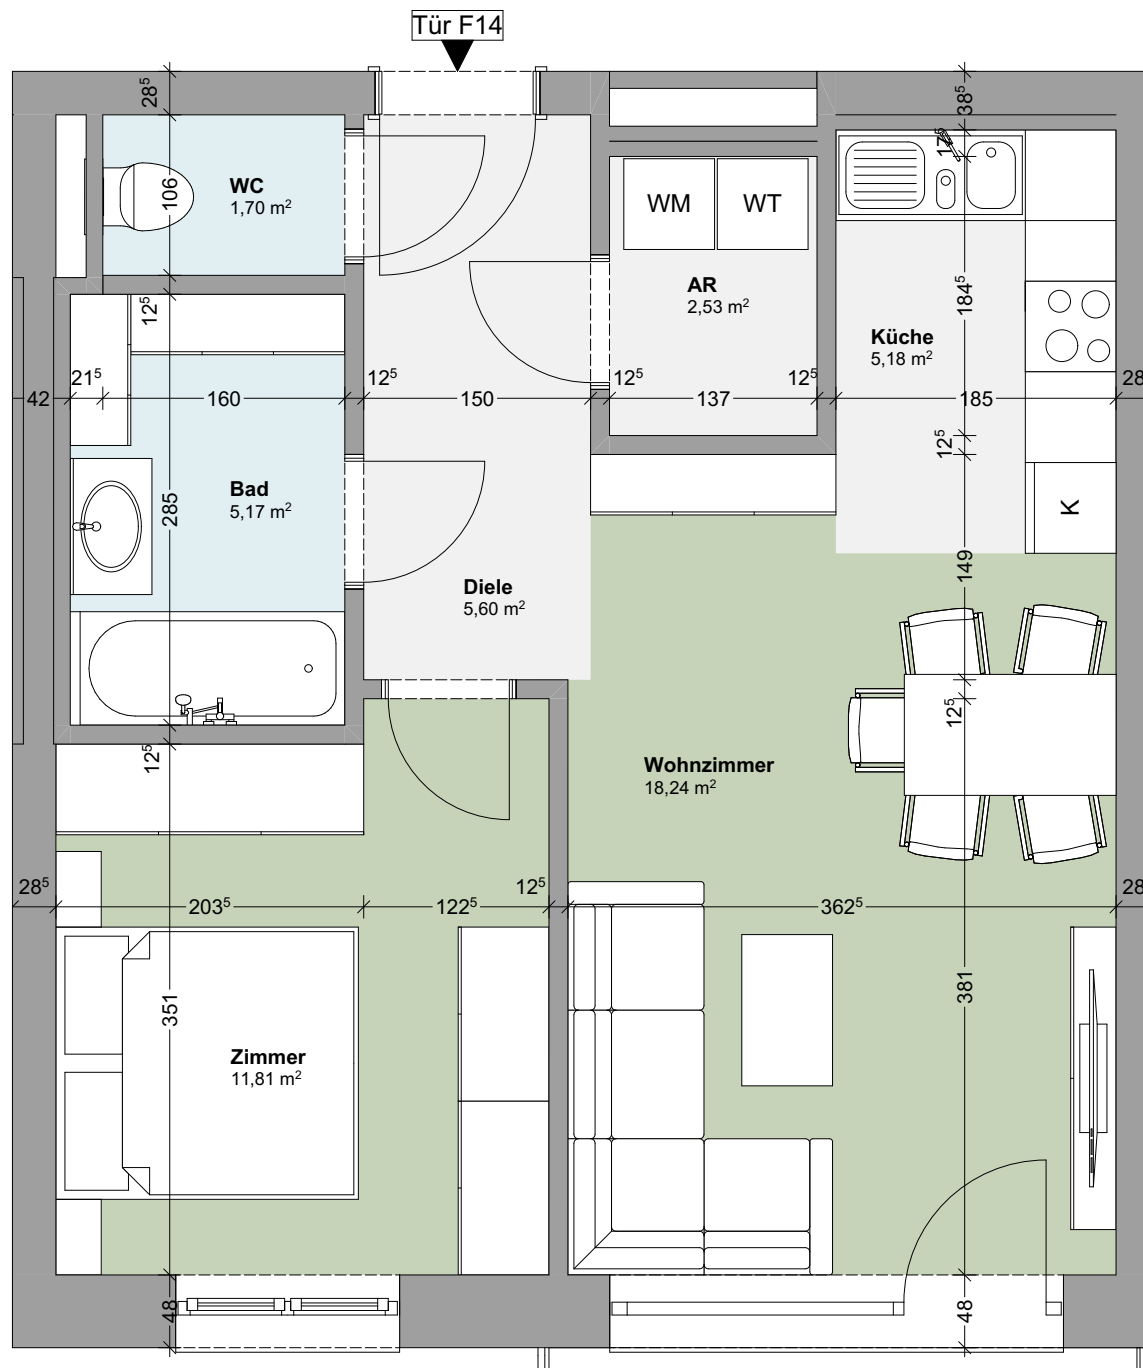 Tür F14
28⁵
38⁵
17⁵
106
WC
1,70 m²
WM
WT
AR
2,53 m²
184⁵
Küche
5,18 m²
12⁵
42
21⁵
160
12⁵
150
12⁵
137
12⁵
185
28
12⁵
285
Bad
5,17 m²
K
149
Diele
5,60 m²
12⁵
12⁵
Wohnzimmer
18,24 m²
28⁵
203⁵
122⁵
12⁵
362⁵
28
351
381
Zimmer
11,81 m²
48
48